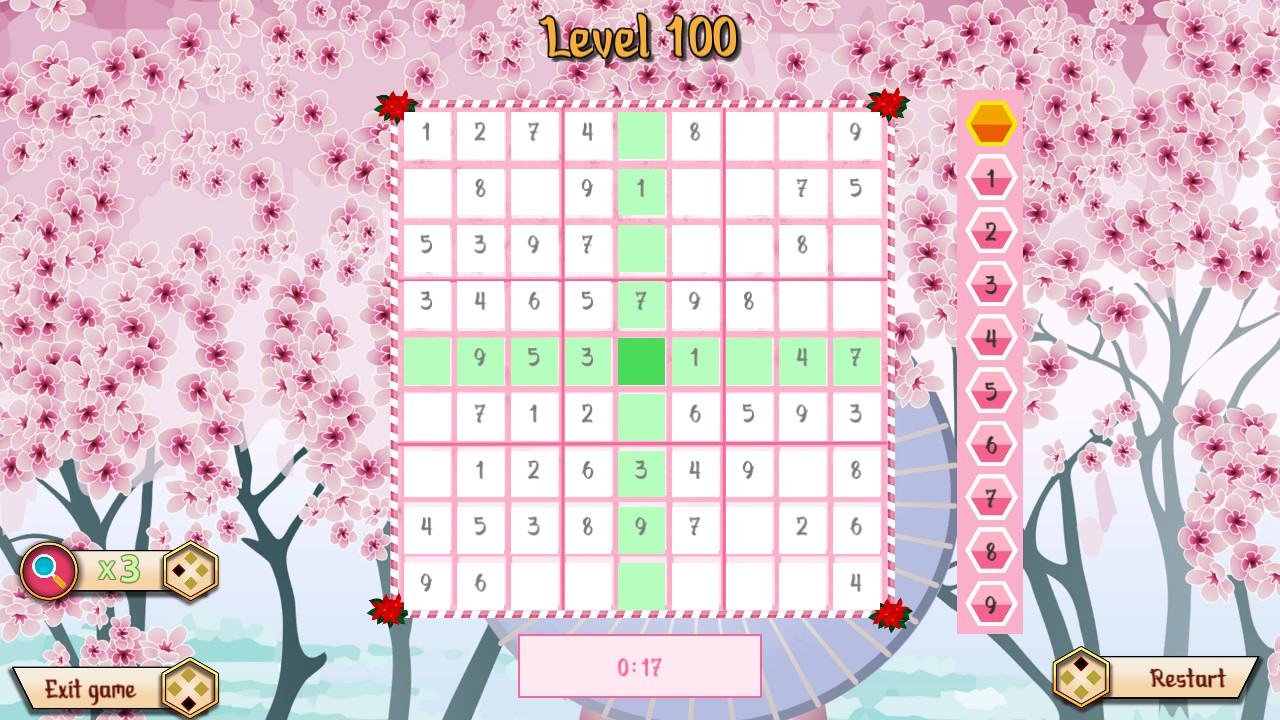 Level 100
1 2 7 4 8 9
8 9 1 7 5
5 3 9 7 8
3 4 6 5 7 9 8
9 5 3 1 4 7
7 1 2 6 5 9 3
1 2 6 3 4 9 8
4 5 3 8 9 7 2 6
9 6 4
1
2
3
4
5
6
7
8
9
x3
Exit game
0:17
Restart